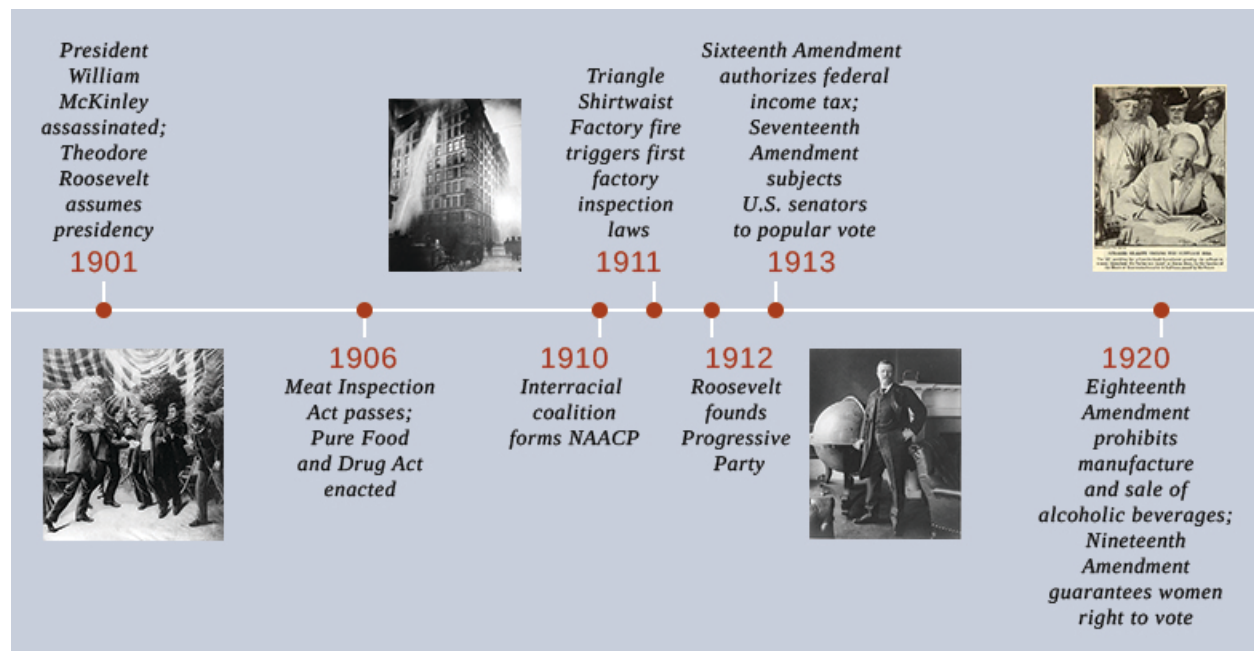 President
William
McKinley
assassinated;
Theodore
Roosevelt
assumes
presidency
1901
1906
Meat Inspection
Act passes;
Pure Food
and Drug Act
enacted
1910
Interracial
coalition
forms NAACP
Triangle
Shirtwaist
Factory fire
triggers first
factory
inspection
laws
1911
1912
Roosevelt
founds
Progressive
Party
Sixteenth Amendment
authorizes federal
income tax;
Seventeenth
Amendment
subjects
U.S. senators
to popular vote
1913
1920
Eighteenth
Amendment
prohibits
manufacture
and sale of
alcoholic beverages;
Nineteenth
Amendment
guarantees women
right to vote